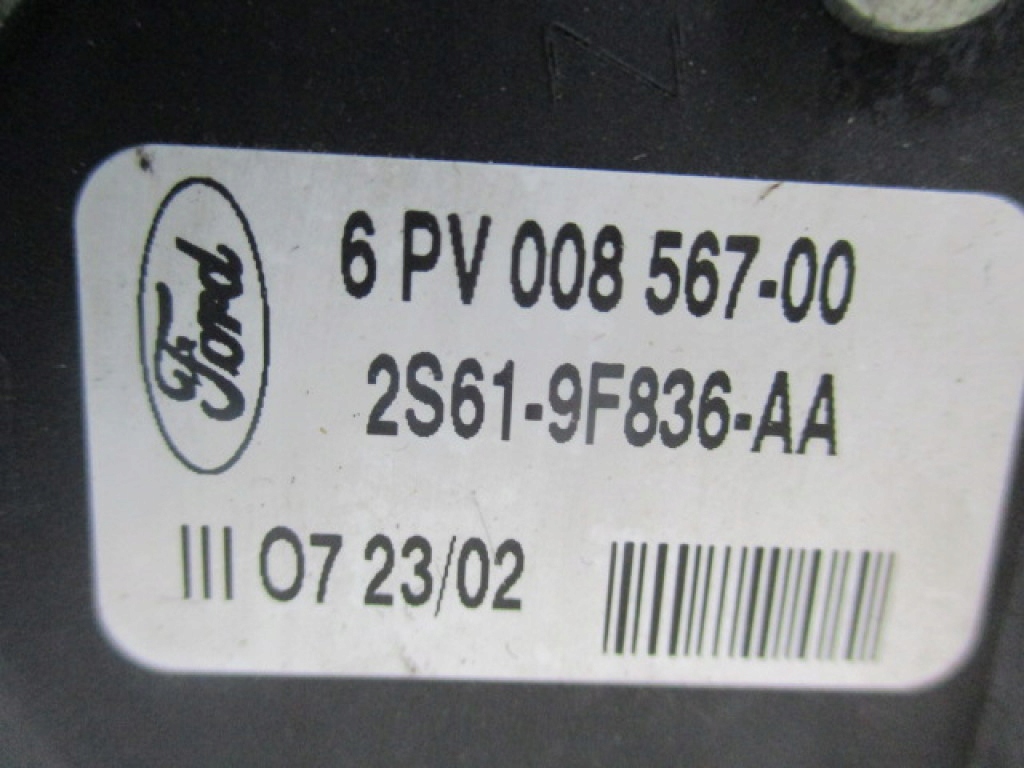 Ford
6 PV 008 567-00
2S61-9F836-AA
III O7 23/02